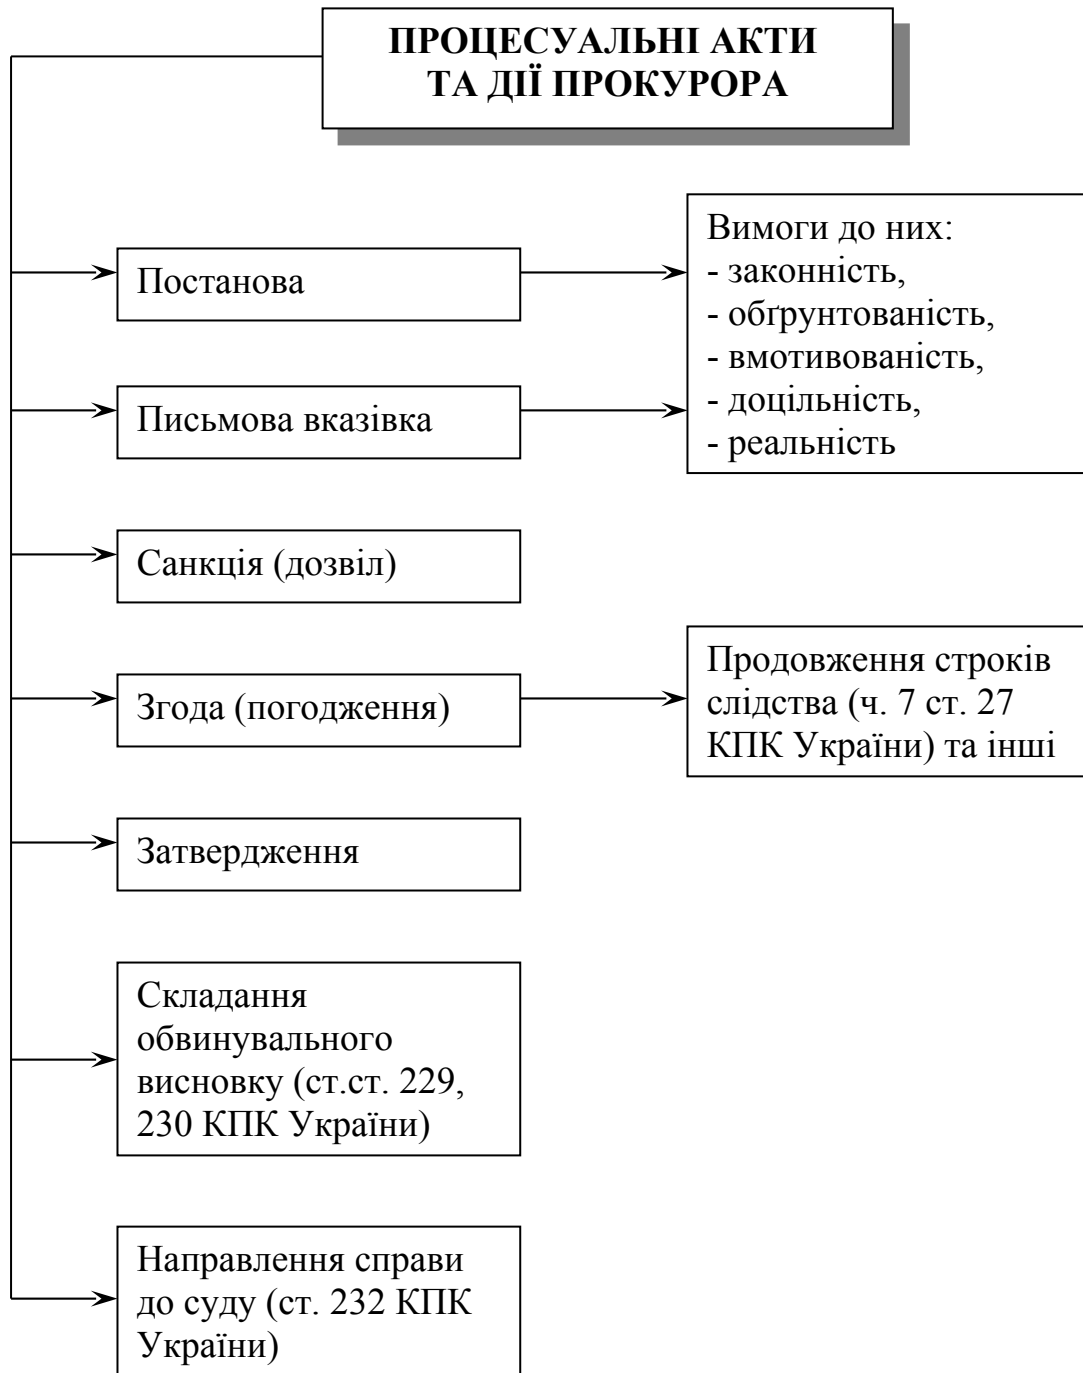 ПРОЦЕСУАЛЬНІ АКТИ
ТА ДІЇ ПРОКУРОРА
Постанова
Вимоги до них:
- законність,
- обґрунтованість,
- вмотивованість,
- доцільність,
- реальність
Письмова вказівка
Санкція (дозвіл)
Згода (погодження)
Продовження строків
слідства (ч. 7 ст. 27
КПК України) та інші
Затвердження
Складання
обвинувального
висновку (ст.ст. 229,
230 КПК України)
Направлення справи
до суду (ст. 232 КПК
України)